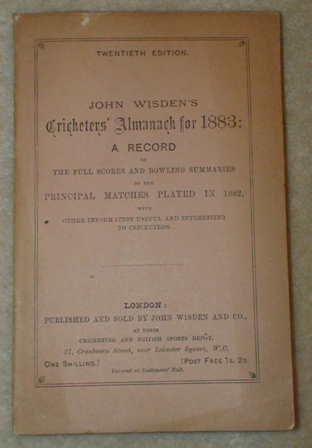 TWENTIETH EDITION.
JOHN WISDEN'S
Cricketers' Almanack for 1883:
A RECORD
OF
THE FULL SCORES AND BOWLING SUMMARIES
OF THE
PRINCIPAL MATCHES PLAYED IN 1882,
WITH
OTHER INFORMATION USEFUL AND INTERESTING
TO CRICKETERS.
LONDON:
PUBLISHED AND SOLD BY JOHN WISDEN AND CO.,
AT THEIR
CRICKETING AND BRITISH SPORTS DEPÔT,
21, Cranbourn Street, near Leicester Square, W.C.
ONE SHILLING.]
[POST FREE 1S. 2D.
Entered at Stationers' Hall.